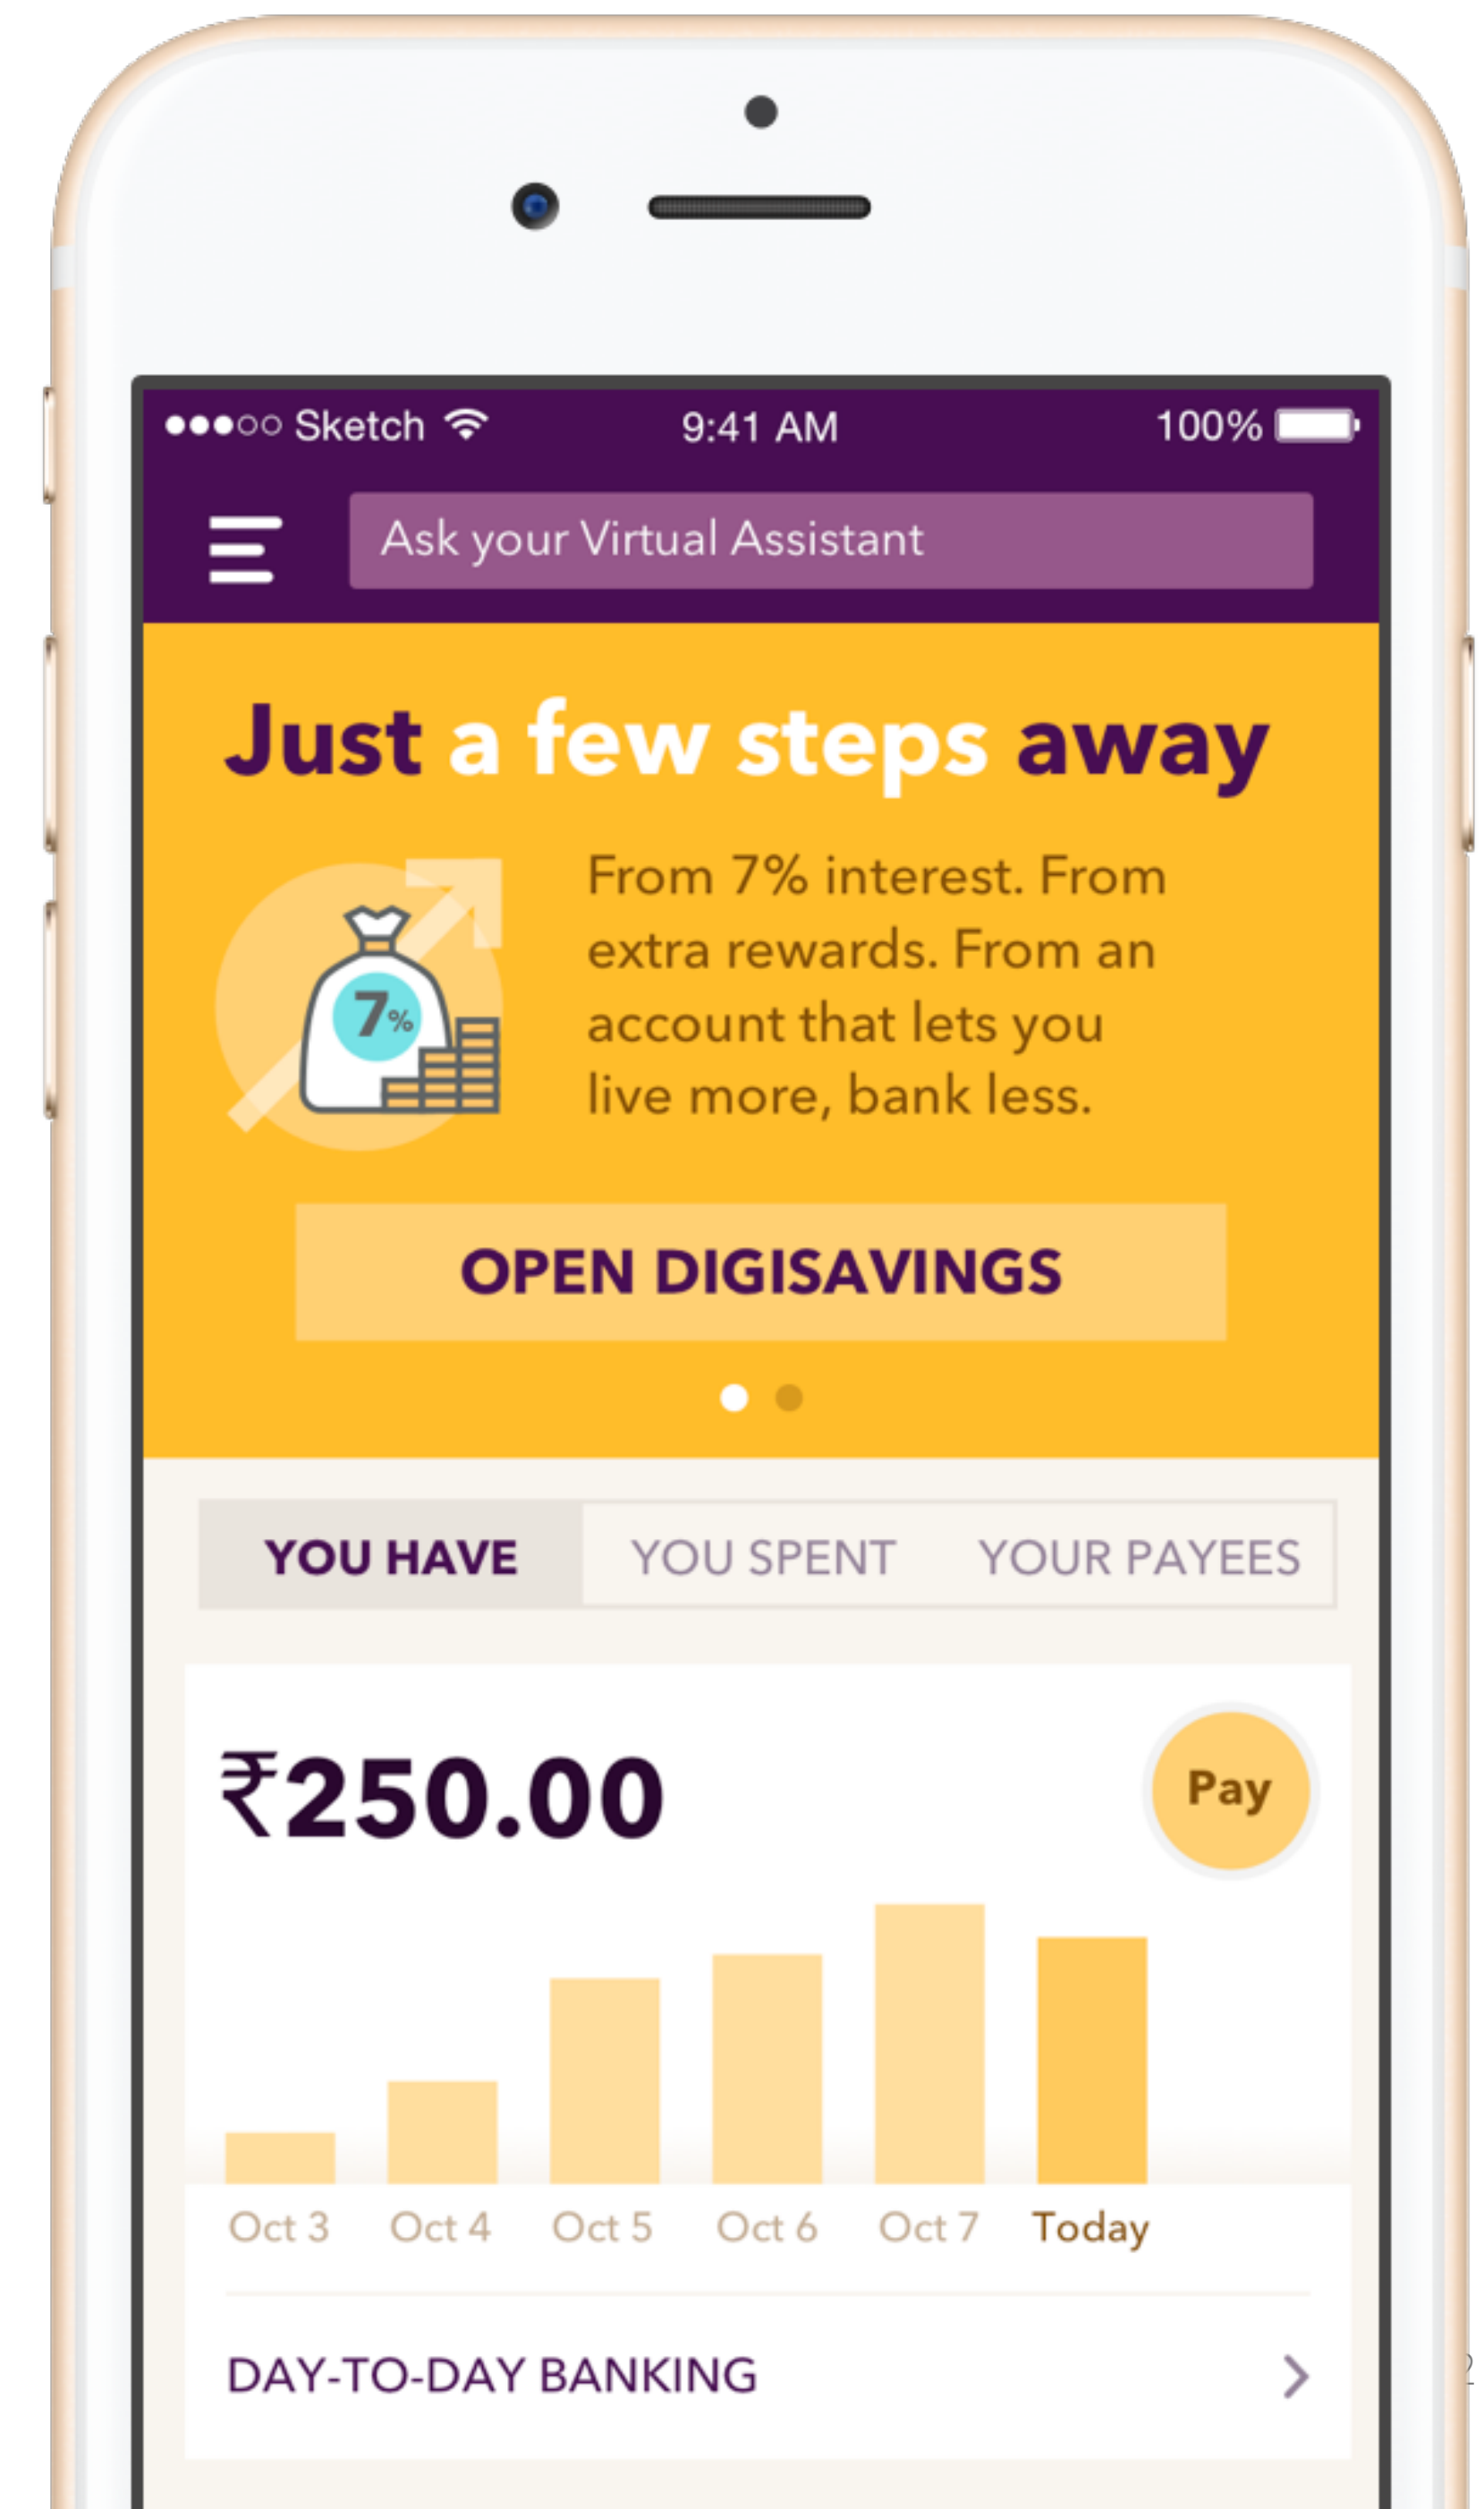 Sketch 9:41 AM 100%
Ask your Virtual Assistant
Just a few steps away
From 7% interest. From
extra rewards. From an
account that lets you
live more, bank less.
7%
OPEN DIGISAVINGS
YOU HAVE YOU SPENT YOUR PAYEES
₹250.00
Pay
Oct 3 Oct 4 Oct 5 Oct 6 Oct 7 Today
DAY-TO-DAY BANKING